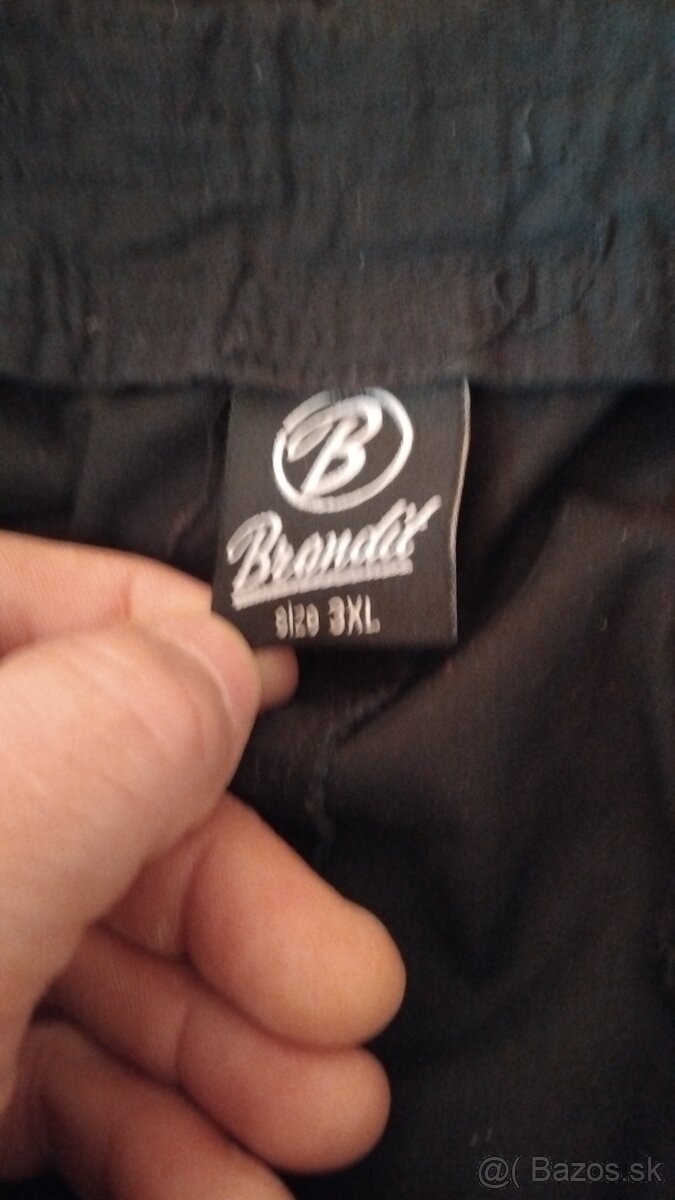 B
Brandit
SIZE 3XL
@( Bazos.sk